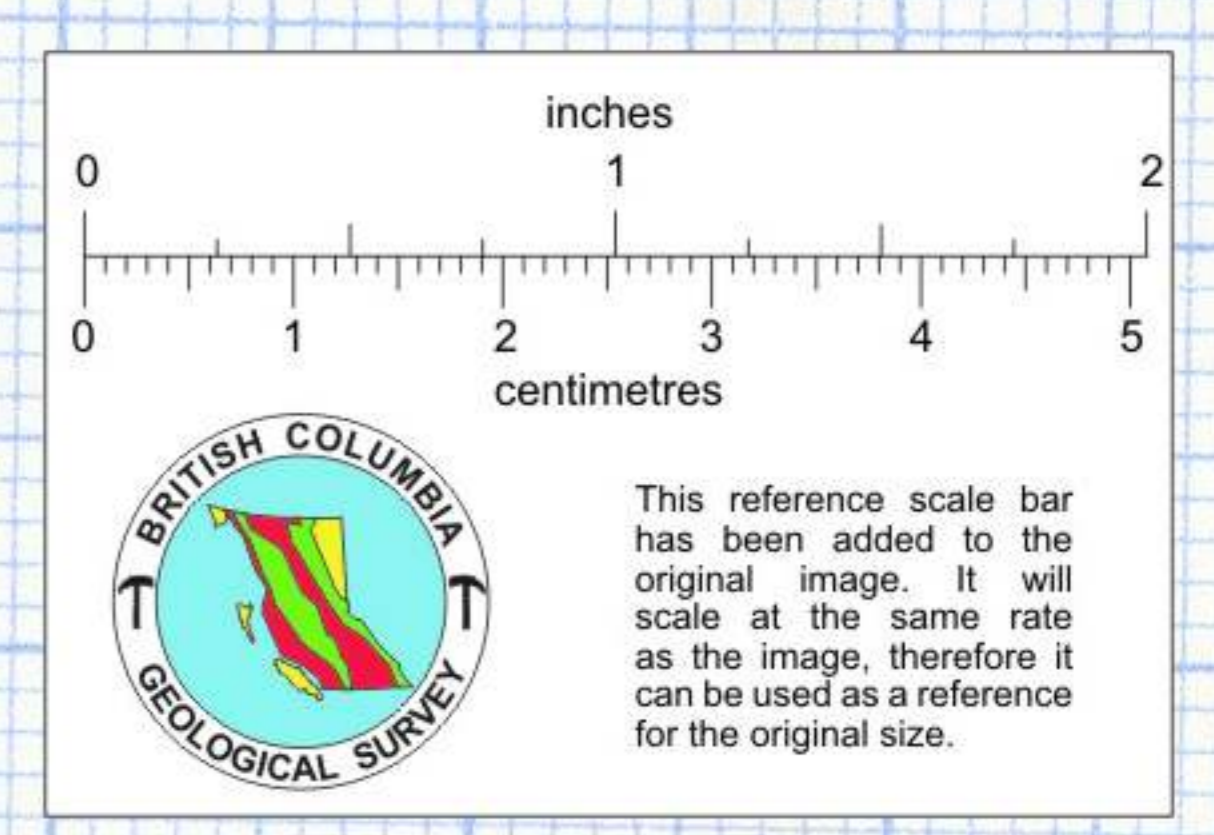 inches
0 1 2
0 1 2 3 4 5
centimetres
BRITISH COLUMBIA
GEOLOGICAL SURVEY
This reference scale bar
has been added to the
original image. It will
scale at the same rate
as the image, therefore it
can be used as a reference
for the original size.